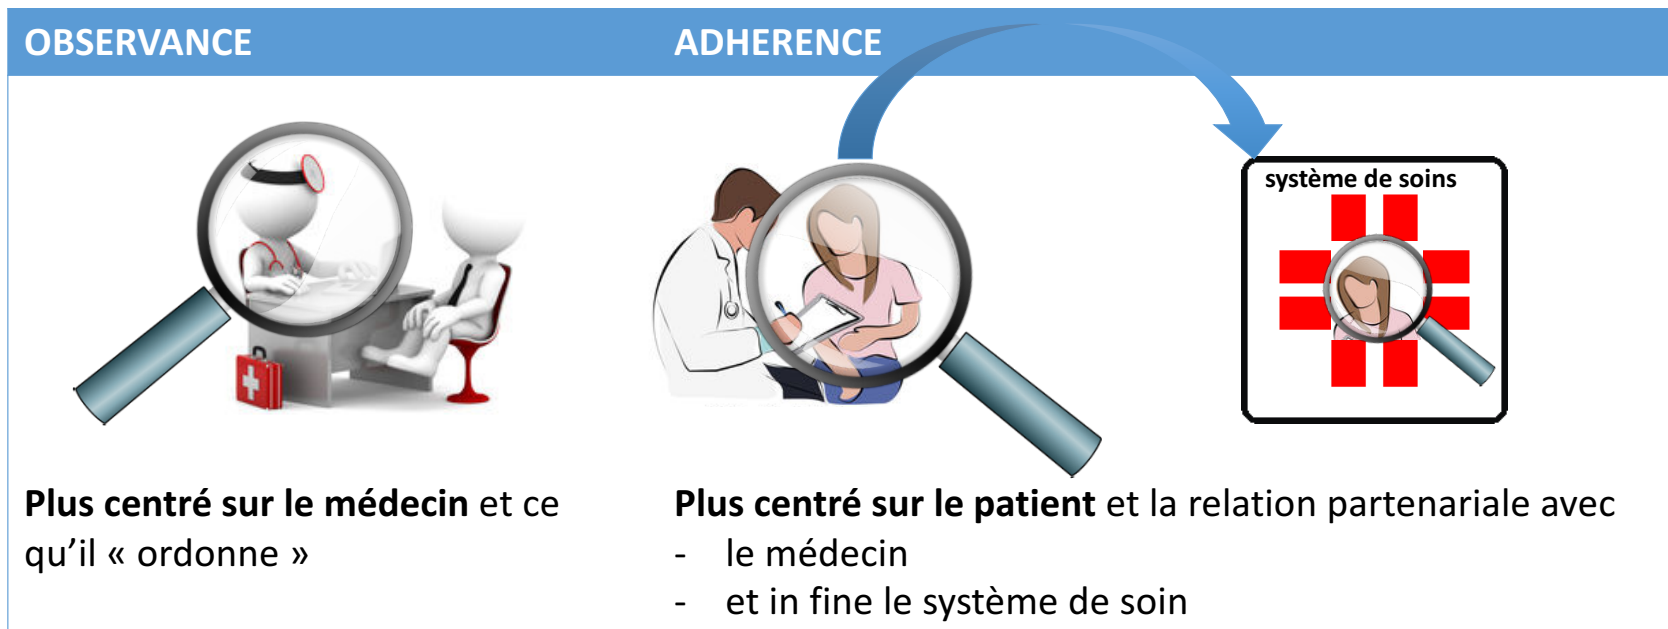 OBSERVANCE
ADHERENCE
système de soins
Plus centré sur le médecin et ce
qu’il « ordonne »
Plus centré sur le patient et la relation partenariale avec
- le médecin
- et in fine le système de soin